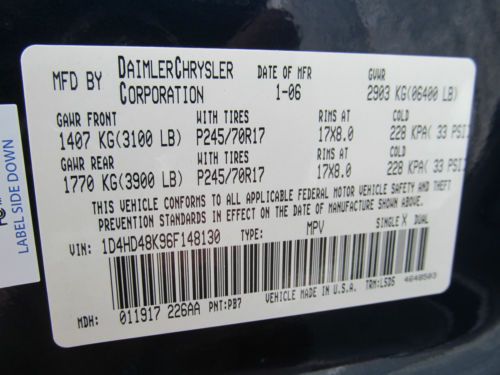 MFD BY DAIMLERCHRYSLER CORPORATION DATE OF MFR 1-06 GVWR 2903 KG(06400 LB)
GAWR FRONT WITH TIRES RIMS AT COLD
1407 KG(3100 LB) P245/70R17 17X8.0 228 KPA( 33 PSI
GAWR REAR WITH TIRES RIMS AT COLD
1770 KG(3900 LB) P245/70R17 17X8.0 228 KPA( 33 PSI
THIS VEHICLE CONFORMS TO ALL APPLICABLE FEDERAL MOTOR VEHICLE SAFETY AND THEFT
PREVENTION STANDARDS IN EFFECT ON THE DATE OF MANUFACTURE SHOWN ABOVE.
VIN: 1D4HD48K96F148130 TYPE: MPV SINGLE X DUAL
MDH: 011917 226AA PNT:PB7 VEHICLE MADE IN U.S.A. TRM:LSDS
LABEL SIDE DOWN